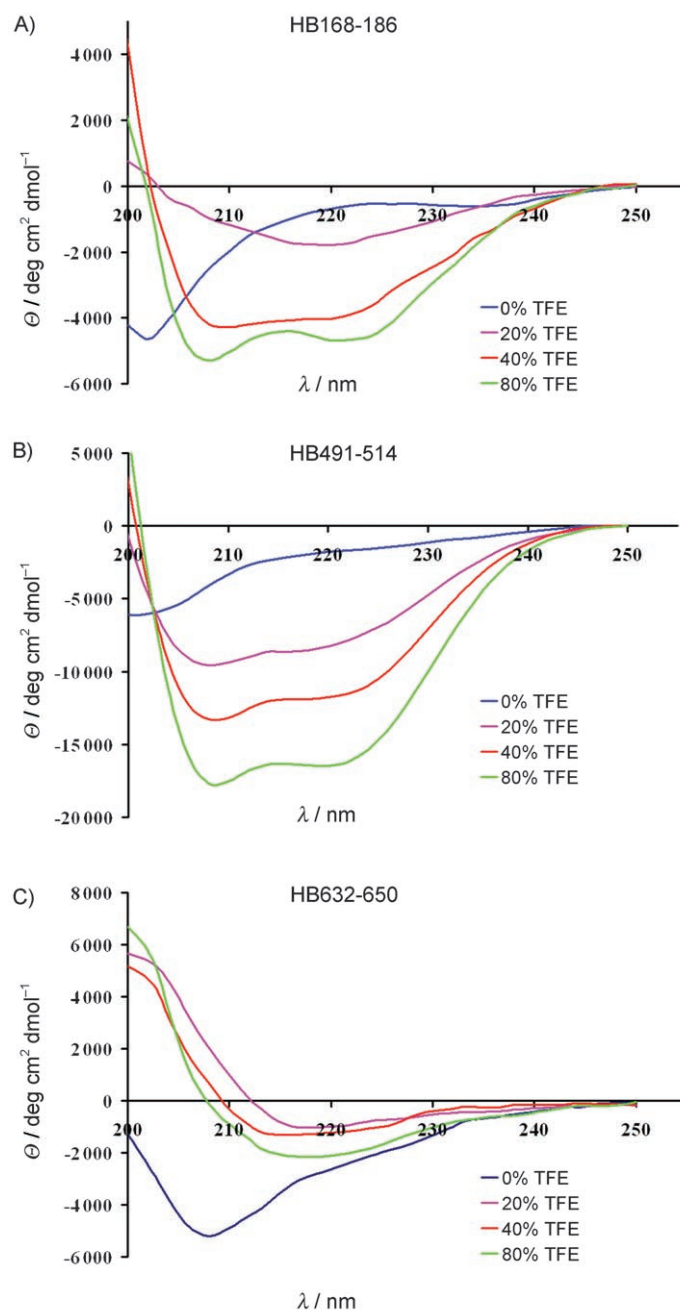 A) HB168-186
4000
2000
0
200 210 220 230 240 250
-2000
-4000
-6000
Θ / deg cm² dmol⁻¹
λ / nm
0% TFE
20% TFE
40% TFE
80% TFE
B) HB491-514
5000
0
200 210 220 230 240 250
-5000
-10000
-15000
-20000
Θ / deg cm² dmol⁻¹
λ / nm
0% TFE
20% TFE
40% TFE
80% TFE
C) HB632-650
8000
6000
4000
2000
0
200 210 220 230 240 250
-2000
-4000
-6000
Θ / deg cm² dmol⁻¹
0% TFE
20% TFE
40% TFE
80% TFE
λ / nm